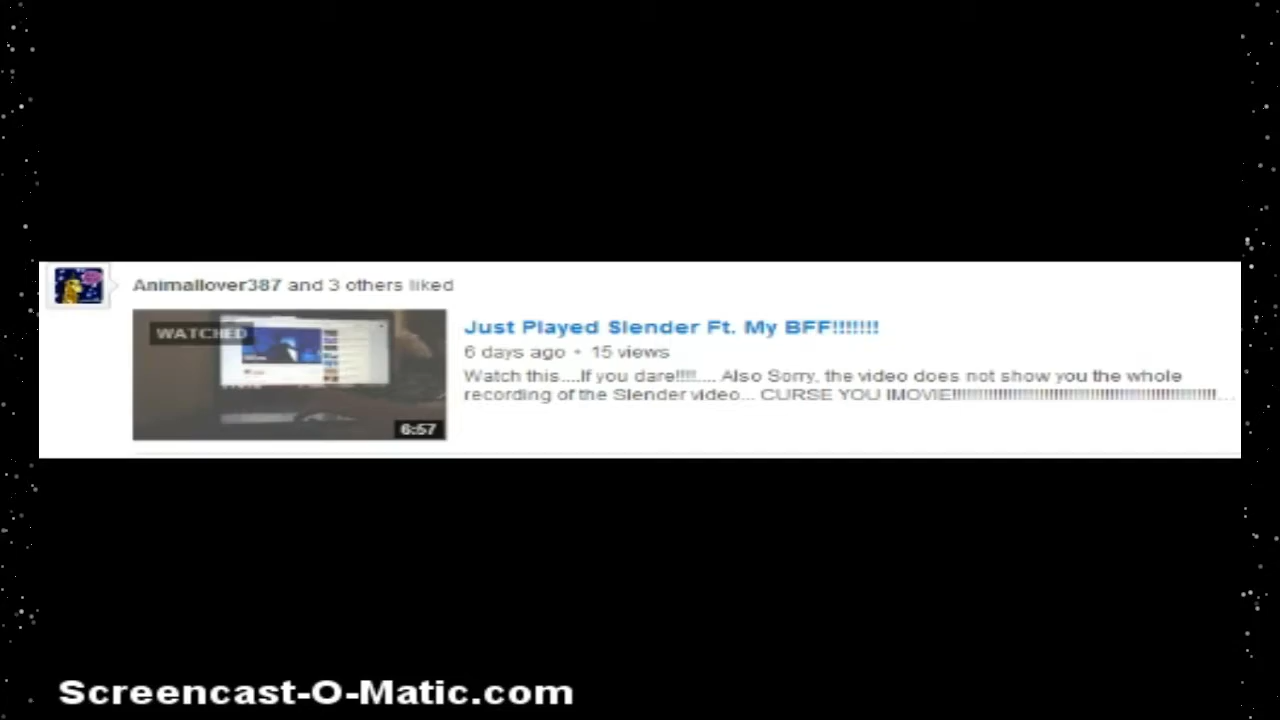 Animallover387 and 3 others liked
WATCHED
6:57
Just Played Slender Ft. My BFF!!!!!!!
6 days ago • 15 views
Watch this....If you dare!!!!.... Also Sorry, the video does not show you the whole
recording of the Slender video... CURSE YOU IMOVIE!!!!!!!!!!!!!!!!!!!!!!!!!!!!!!!!!!!!!!!!!!!!!!!!!!...
Screencast-O-Matic.com